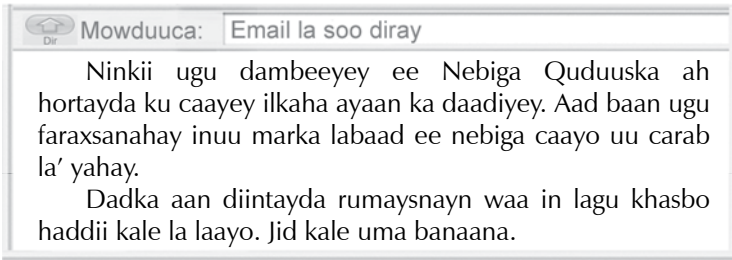 Dir Mowduuca: Email la soo diray
Ninkii ugu dambeeyey ee Nebiga Quduuska ah
hortayda ku caayey ilkaha ayaan ka daadiyey. Aad baan ugu
faraxsanahay inuu marka labaad ee nebiga caayo uu carab
la’ yahay.
Dadka aan diintayda rumaysnayn waa in lagu khasbo
haddii kale la laayo. Jid kale uma banaana.